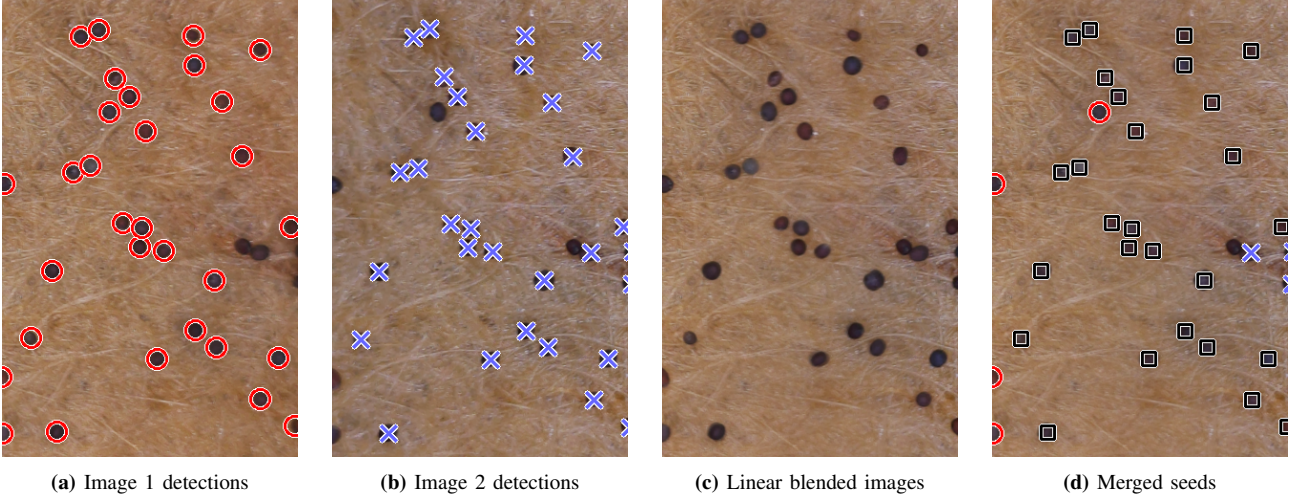 (a) Image 1 detections
(b) Image 2 detections
(c) Linear blended images
(d) Merged seeds